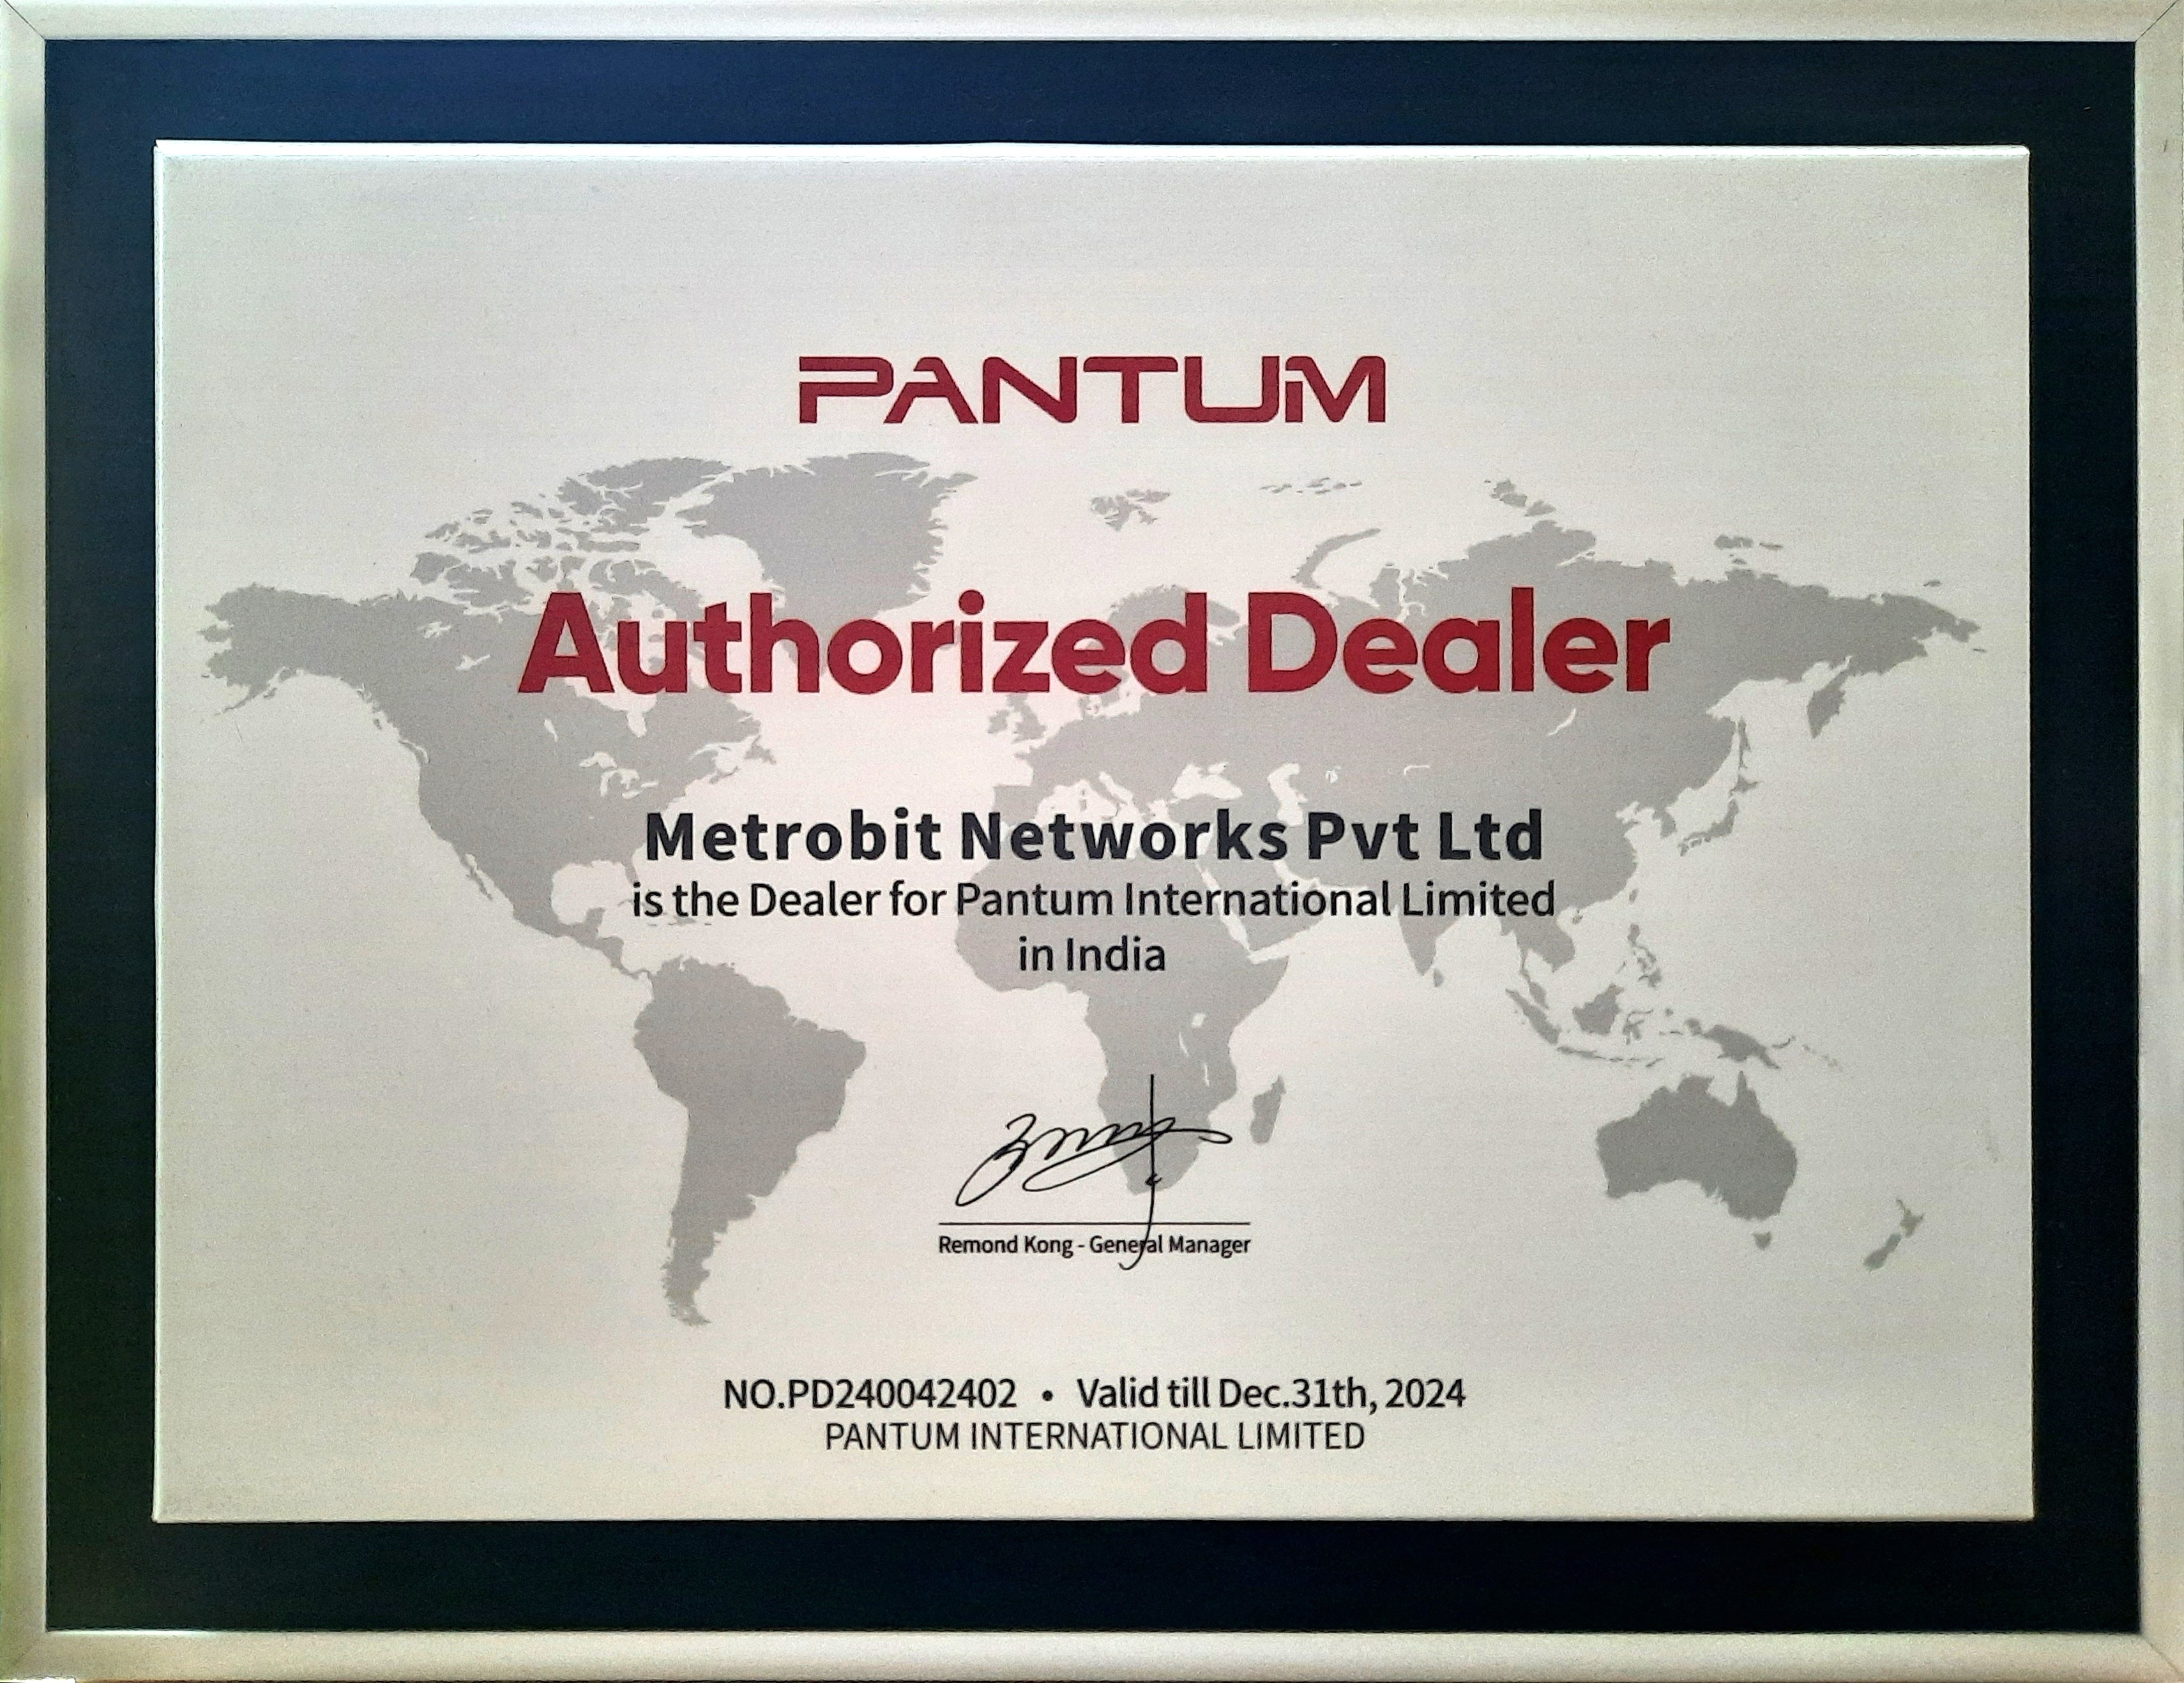 PANTUM
Authorized Dealer
Metrobit Networks Pvt Ltd
is the Dealer for Pantum International Limited
in India
Remond Kong - General Manager
NO.PD240042402 • Valid till Dec.31th, 2024
PANTUM INTERNATIONAL LIMITED